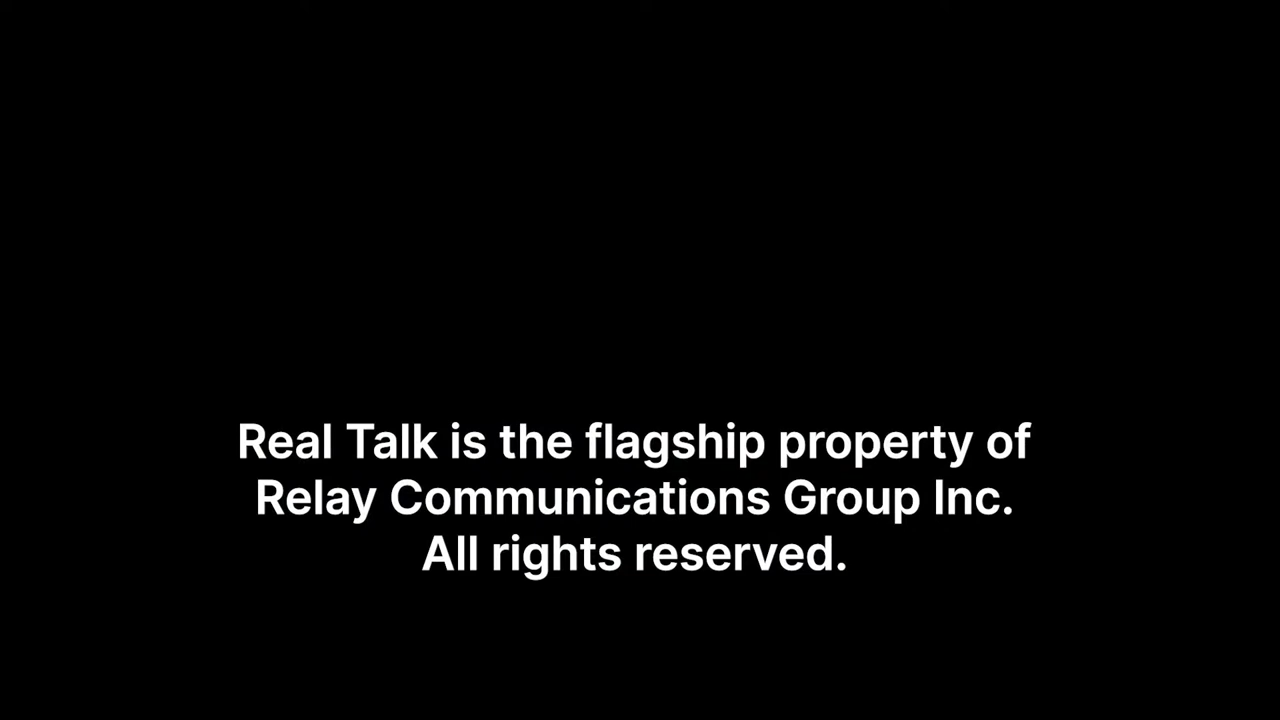 Real Talk is the flagship property of
Relay Communications Group Inc.
All rights reserved.